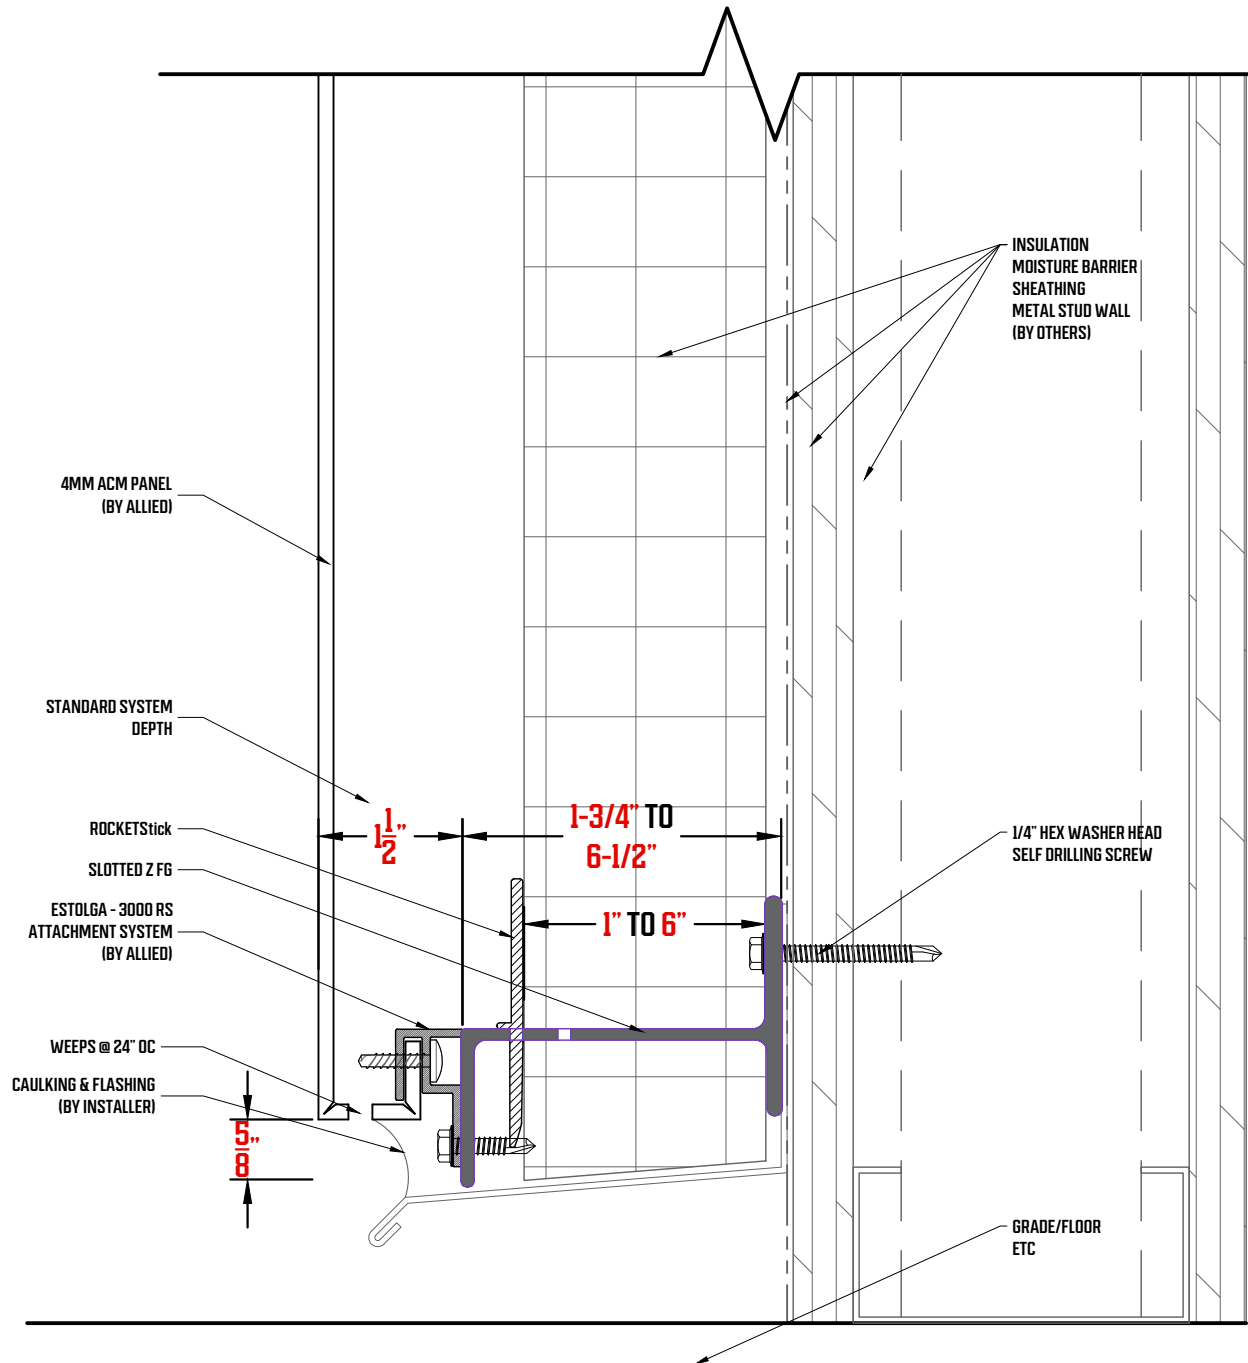 INSULATION
MOISTURE BARRIER
SHEATHING
METAL STUD WALL
(BY OTHERS)
4MM ACM PANEL
(BY ALLIED)
STANDARD SYSTEM
DEPTH
ROCKETStick
SLOTTED Z FG
ESTOLGA - 3000 RS
ATTACHMENT SYSTEM
(BY ALLIED)
WEEPS @ 24" OC
CAULKING & FLASHING
(BY INSTALLER)
1 1/2"
1-3/4" TO
6-1/2"
1" TO 6"
5/8"
1/4" HEX WASHER HEAD
SELF DRILLING SCREW
GRADE/FLOOR
ETC